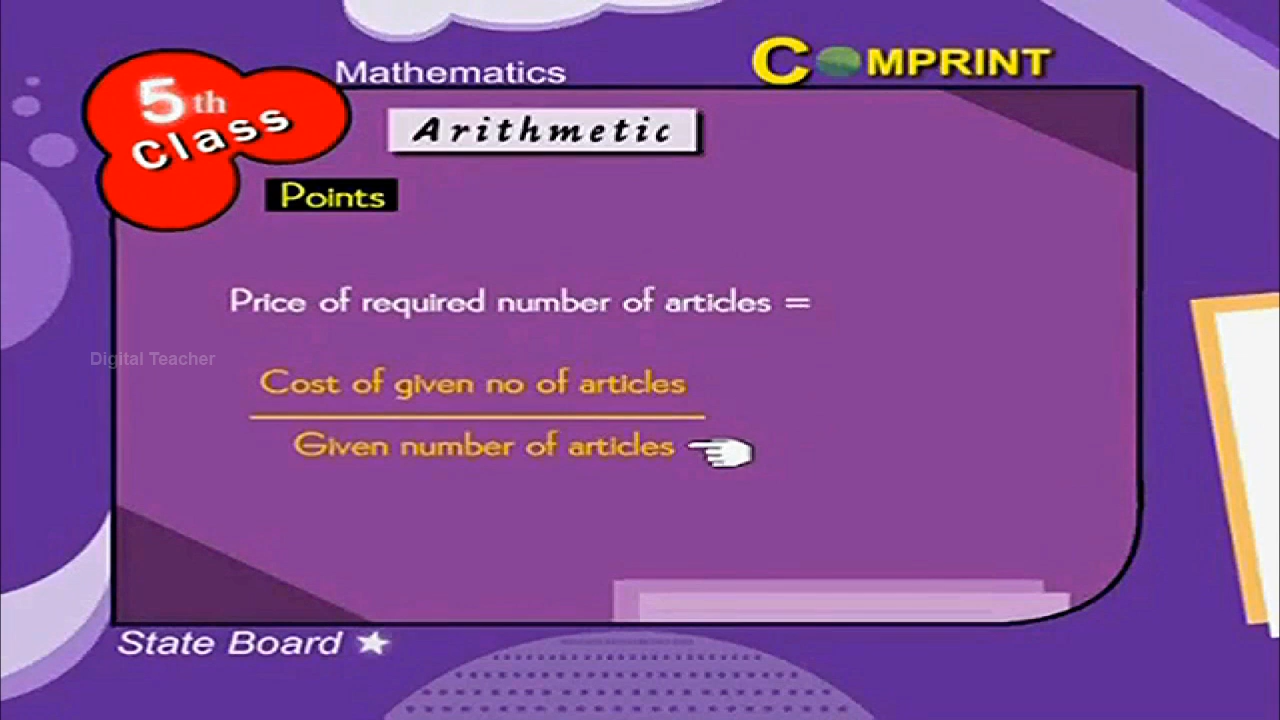 Mathematics
COMPRINT
5th
Class
Arithmetic
Points
Price of required number of articles =
Digital Teacher
Cost of given no of articles
Given number of articles
State Board